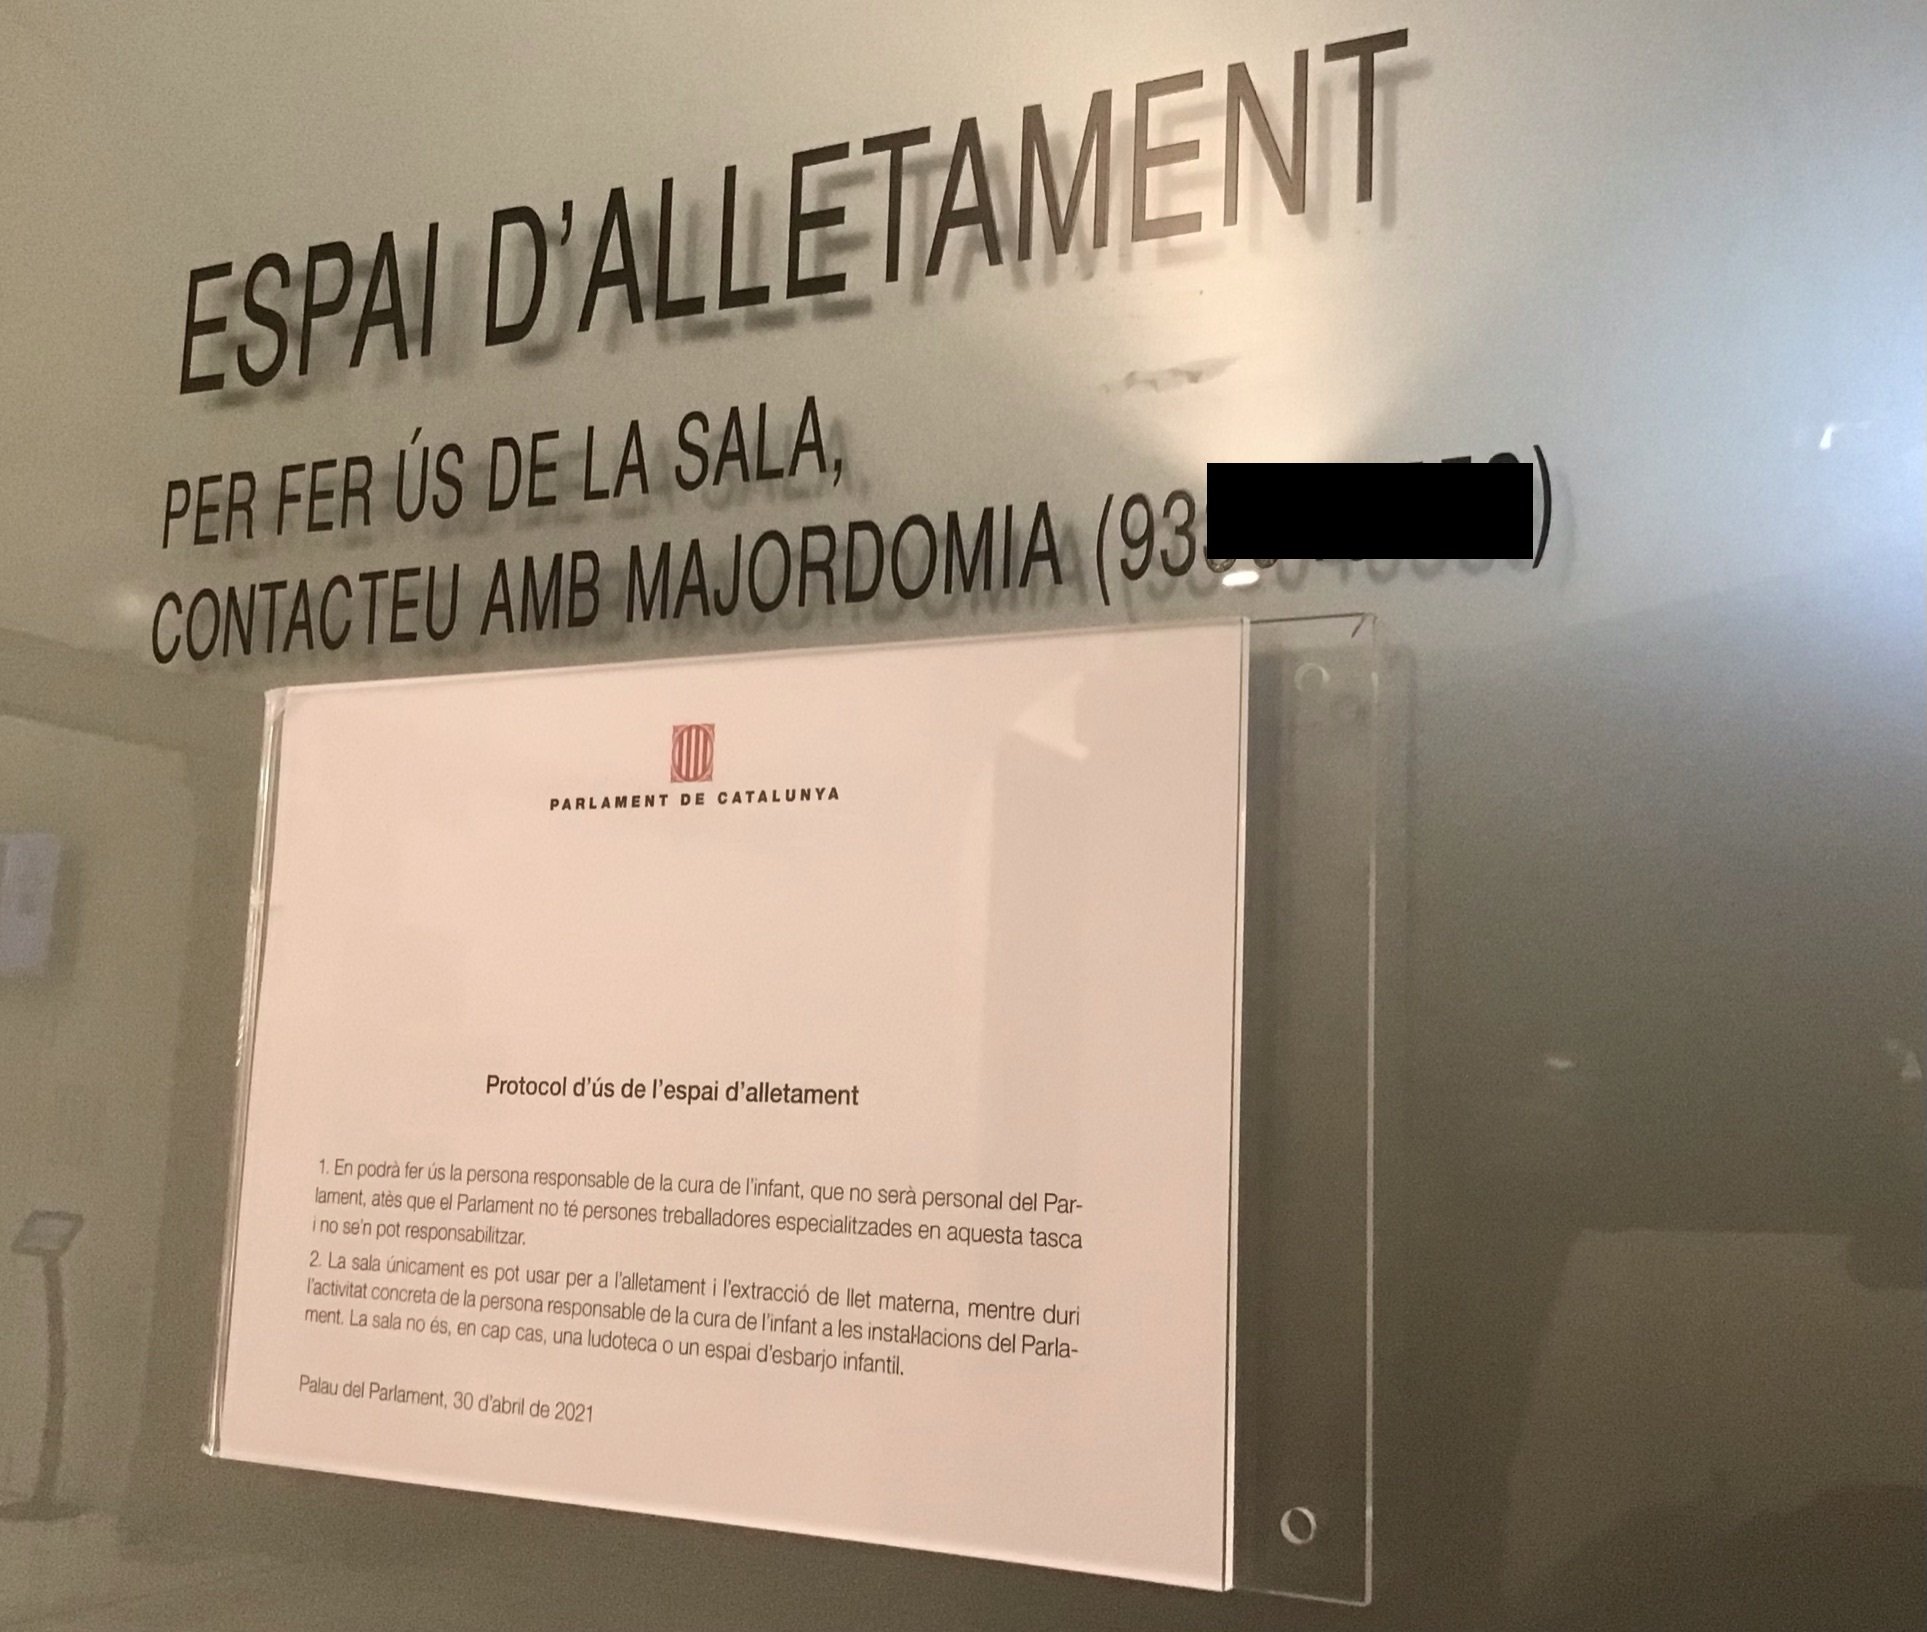 ESPAI D'ALLETAMENT
PER FER ÚS DE LA SALA,
CONTACTEU AMB MAJORDOMIA (93
PARLAMENT DE CATALUNYA
Protocol d'ús de l'espai d'alletament
1. En podrà fer ús la persona responsable de la cura de l'infant, que no serà personal del Par-
lament, atès que el Parlament no té persones treballadores especialitzades en aquesta tasca
i no se'n pot responsabilitzar.
2. La sala únicament es pot usar per a l'alletament i l'extracció de llet materna, mentre duri
l'activitat concreta de la persona responsable de la cura de l'infant a les instal·lacions del Parla-
ment. La sala no és, en cap cas, una ludoteca o un espai d'esbarjo infantil.
Palau del Parlament, 30 d'abril de 2021